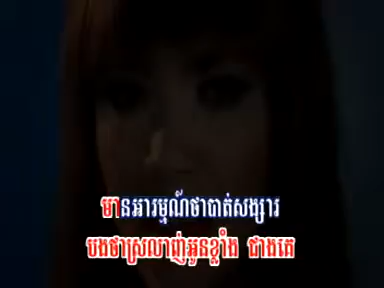 មានអារម្មណ៍ថាបាត់សង្សារ
បងថាស្រលាញ់អូនខ្លាំង ជាងគេ